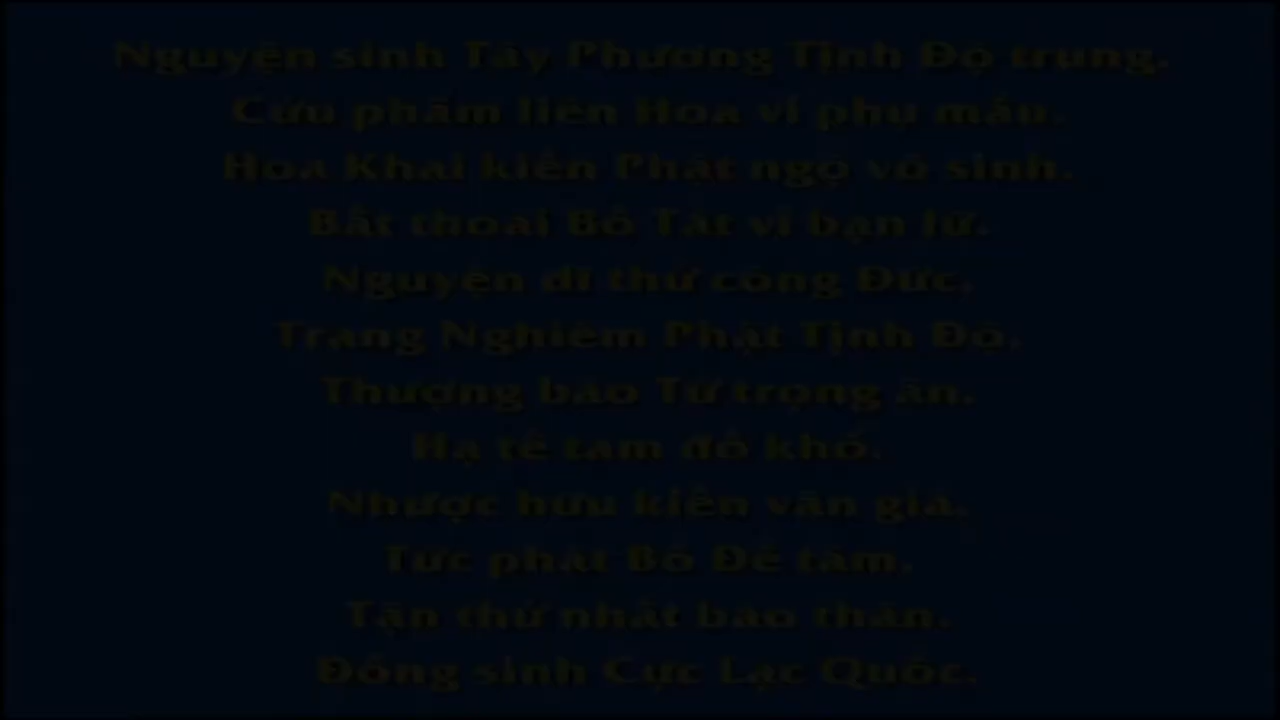 Nguyện sinh Tây Phương Tịnh Độ trung.
Cửu phẩm liên Hoa vi phụ mẫu.
Hoa Khai kiến Phật ngộ vô sinh.
Bất thoái Bồ Tát vi bạn lữ.
Nguyện dĩ thử công Đức.
Trang Nghiêm Phật Tịnh Độ.
Thượng báo Tứ trọng ân.
Hạ tế tam đồ khổ.
Nhược hữu kiến văn giả.
Tức phát Bồ Đề tâm.
Tận thử nhất báo thân.
Đồng sinh Cực Lạc Quốc.